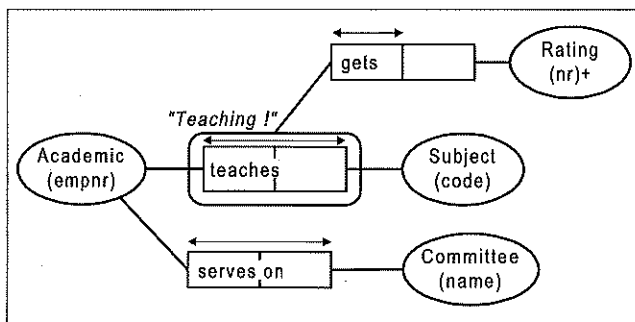 gets
Rating
(nr)+
"Teaching !"
Academic
(empnr)
teaches
Subject
(code)
serves on
Committee
(name)